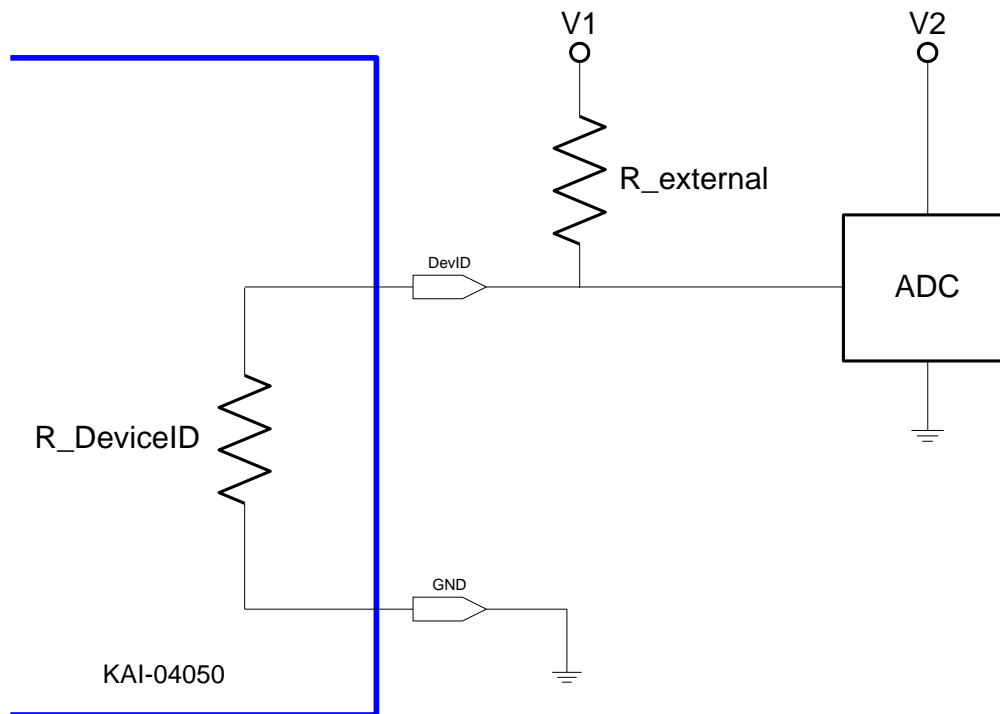 V1
V2
R_external
DevID
ADC
R_DeviceID
GND
KAI-04050